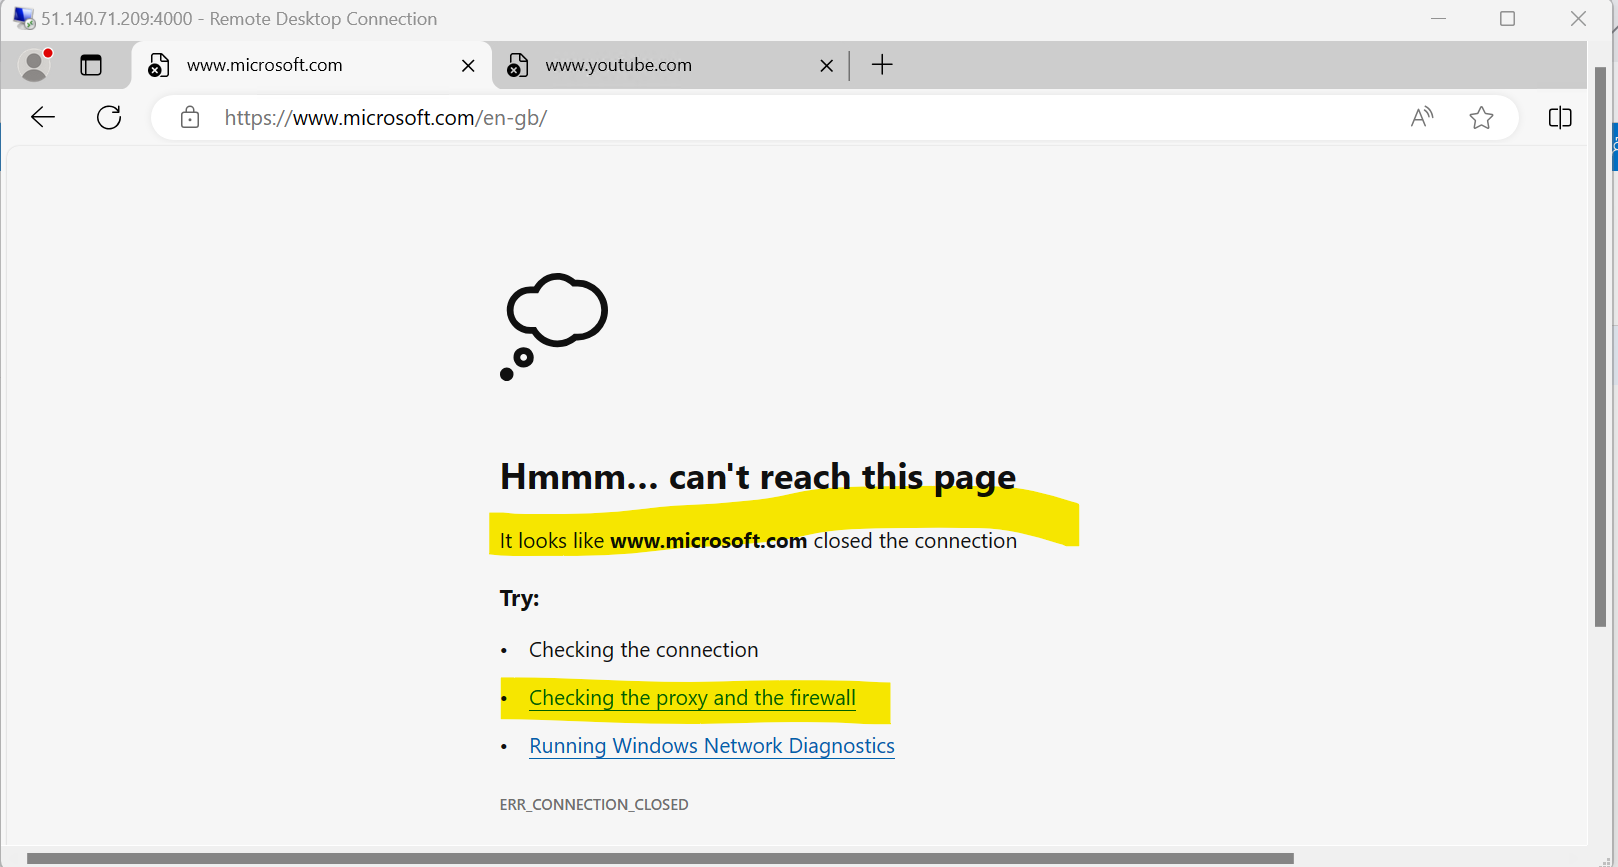 51.140.71.209:4000 - Remote Desktop Connection
www.microsoft.com
www.youtube.com
https://www.microsoft.com/en-gb/
Hmmm... can't reach this page
It looks like www.microsoft.com closed the connection
Try:
• Checking the connection
• Checking the proxy and the firewall
• Running Windows Network Diagnostics
ERR_CONNECTION_CLOSED